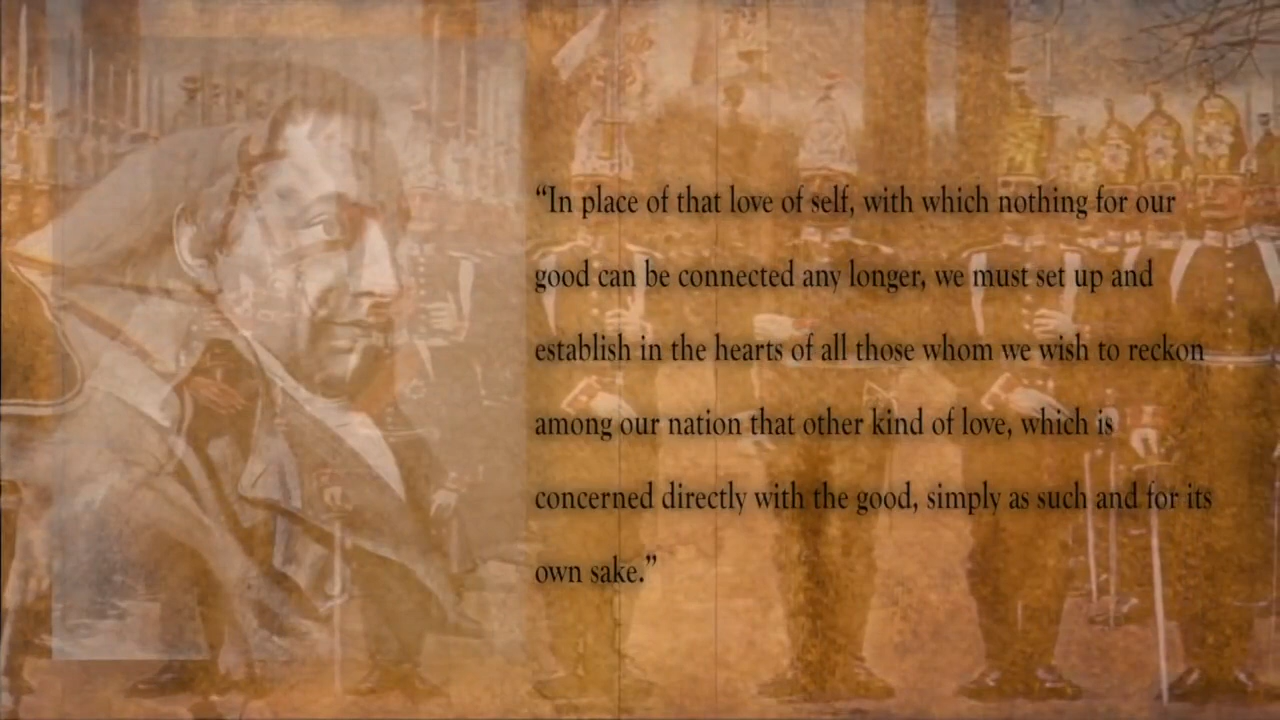 “In place of that love of self, with which nothing for our
good can be connected any longer, we must set up and
establish in the hearts of all those whom we wish to reckon
among our nation that other kind of love, which is
concerned directly with the good, simply as such and for its
own sake.”